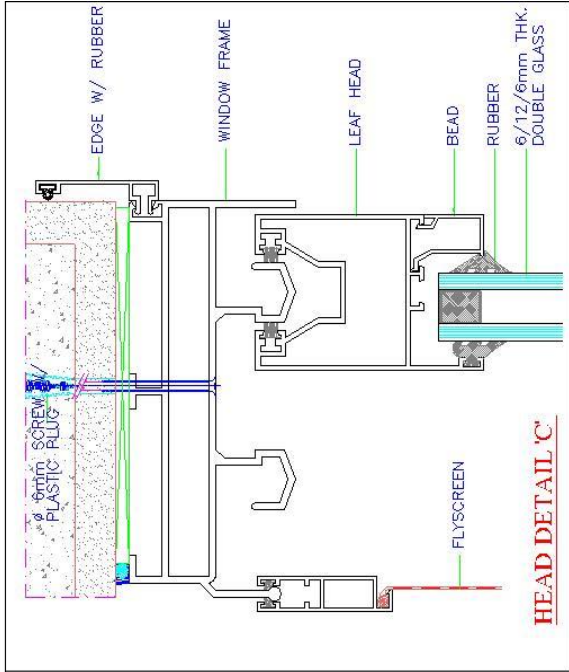 EDGE W/ RUBBER
WINDOW FRAME
LEAF HEAD
BEAD
RUBBER
6/12/6mm THK.
DOUBLE GLASS
ø 6mm SCREW W/
PLASTIC PLUG
FLYSCREEN
HEAD DETAIL 'C'